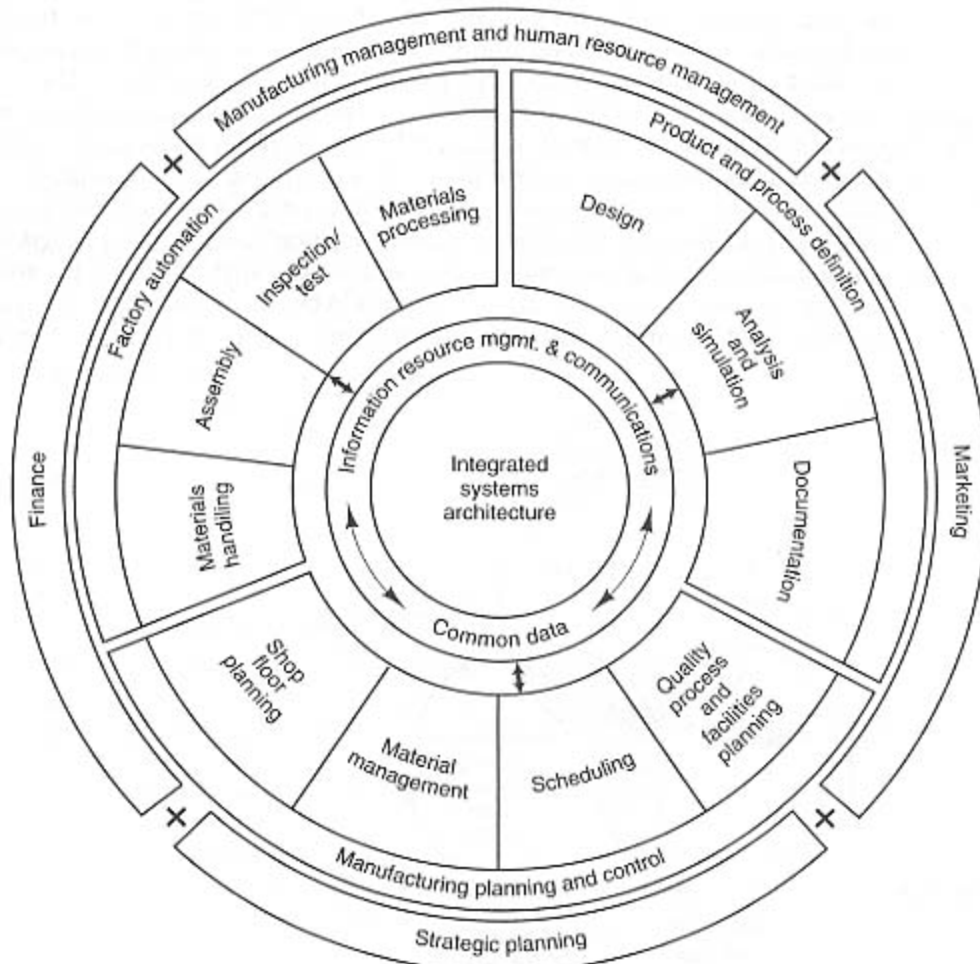 Manufacturing management and human resource management
Product and process definition
Factory automation
Materials
processing
Design
Inspection/
test
Analysis
and
simulation
Assembly
Information resource mgmt. & communications
Integrated
systems
architecture
Finance
Marketing
Materials
handiling
Documentation
Common data
Shop
floor
planning
Quality
process
and
facilities
planning
Material
management
Scheduling
Manufacturing planning and control
Strategic planning